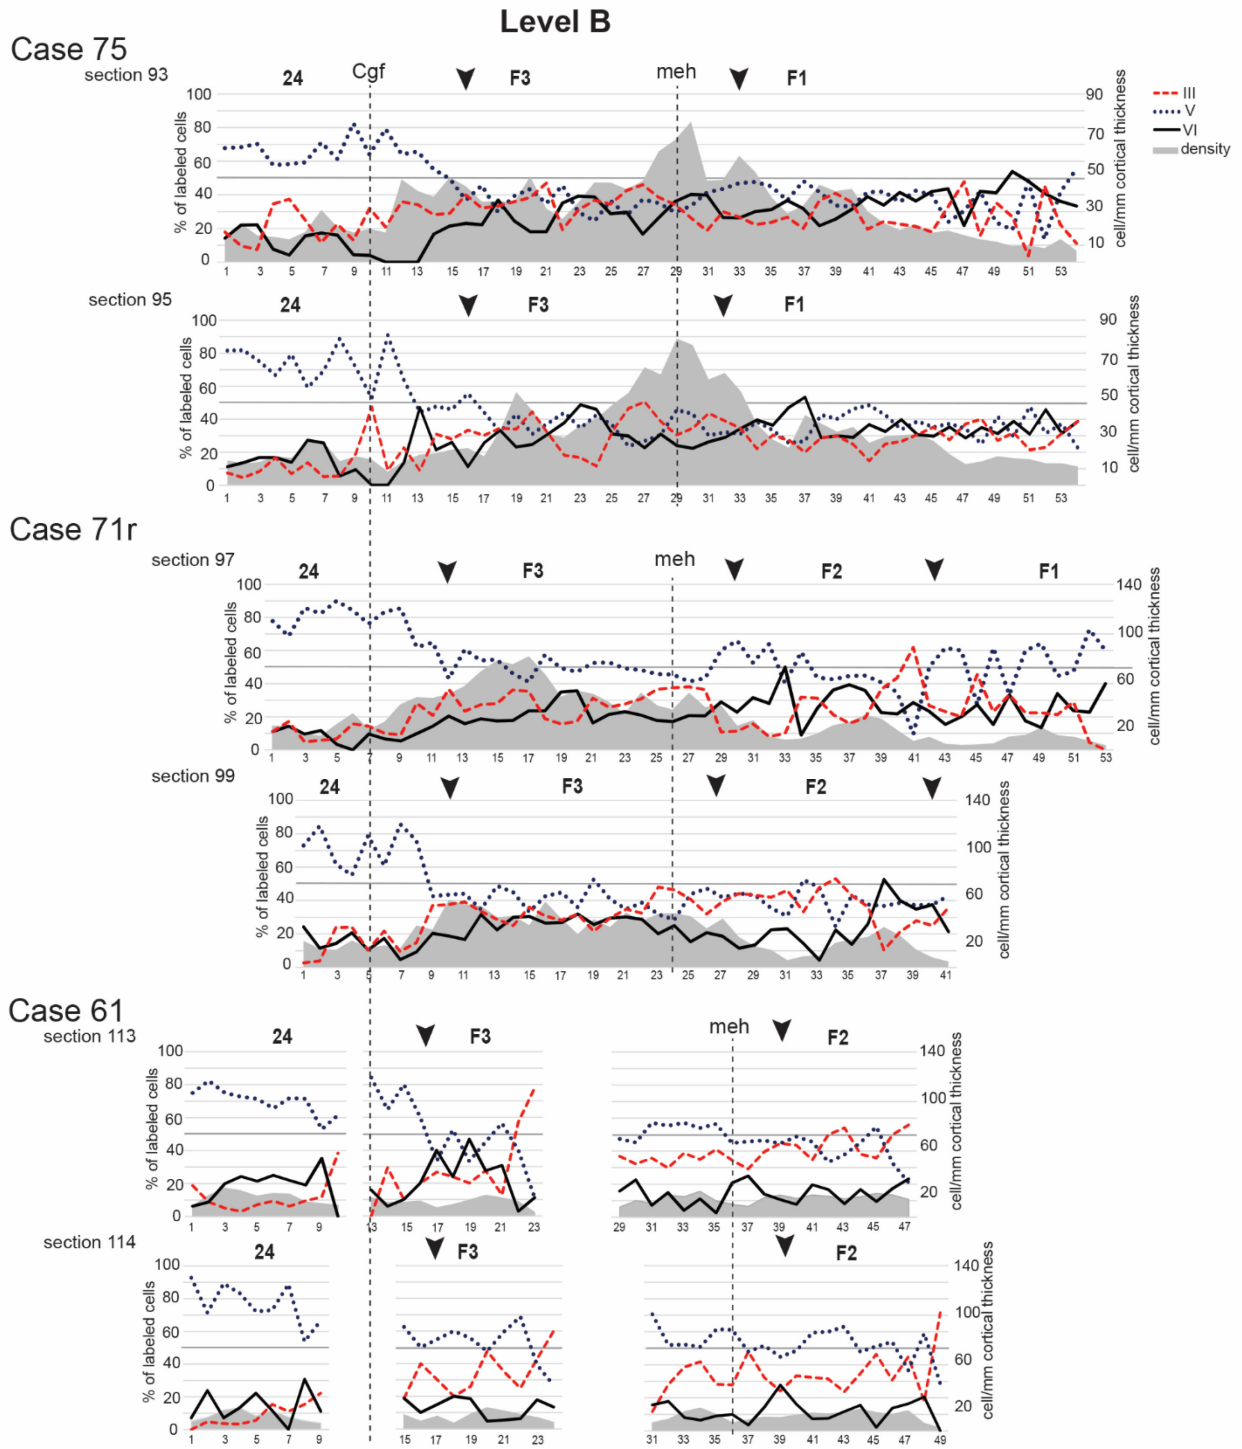 Level B
Case 75
section 93
24
Cgf
F3
meh
F1
III
V
VI
density
% of labeled cells
100
80
60
40
20
0
90
70
50
30
10
cell/mm cortical thickness
1 3 5 7 9 11 13 15 17 19 21 23 25 27 29 31 33 35 37 39 41 43 45 47 49 51 53
section 95
24
F3
F1
% of labeled cells
100
80
60
40
20
0
90
70
50
30
10
cell/mm cortical thickness
1 3 5 7 9 11 13 15 17 19 21 23 25 27 29 31 33 35 37 39 41 43 45 47 49 51 53
Case 71r
section 97
24
F3
meh
F2
F1
% of labeled cells
100
80
60
40
20
0
140
100
60
20
cell/mm cortical thickness
1 3 5 7 9 11 13 15 17 19 21 23 25 27 29 31 33 35 37 39 41 43 45 47 49 51 53
section 99
24
F3
F2
% of labeled cells
100
80
60
40
20
0
140
100
60
20
cell/mm cortical thickness
1 3 5 7 9 11 13 15 17 19 21 23 25 27 29 31 33 35 37 39 41
Case 61
section 113
24
F3
meh
F2
% of labeled cells
100
80
60
40
20
0
140
100
60
20
cell/mm cortical thickness
1 3 5 7 9 13 15 17 19 21 23 29 31 33 35 37 39 41 43 45 47
section 114
24
F3
F2
% of labeled cells
100
80
60
40
20
0
140
100
60
20
cell/mm cortical thickness
1 3 5 7 9 15 17 19 21 23 31 33 35 37 39 41 43 45 47 49